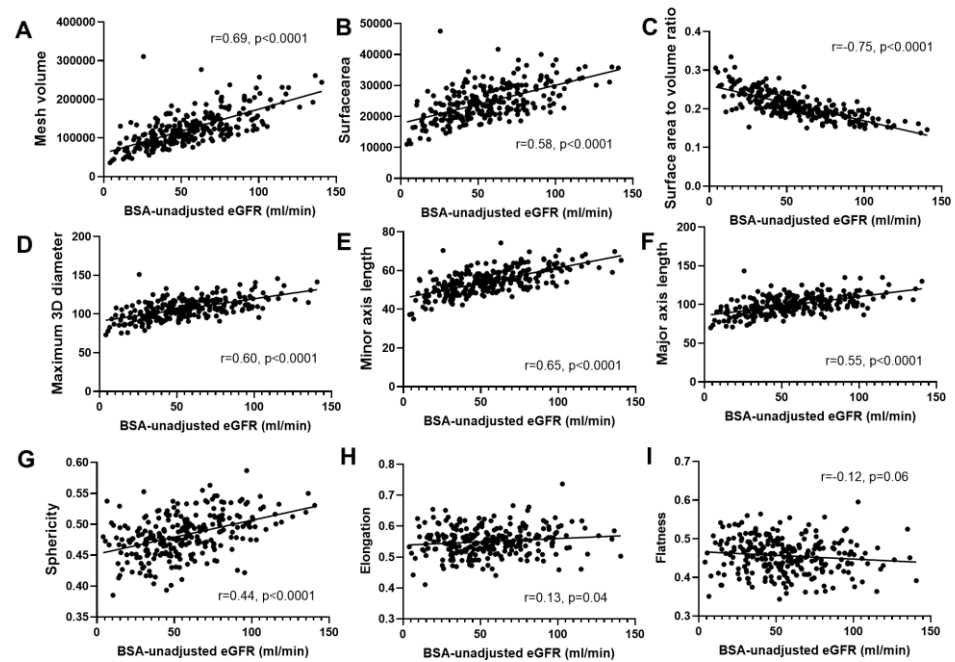 A
Mesh volume
400000
300000
200000
100000
0
0 50 100 150
r=0.69, p<0.0001
BSA-unadjusted eGFR (ml/min)
B
Surfacearea
50000
40000
30000
20000
10000
0
0 50 100 150
r=0.58, p<0.0001
BSA-unadjusted eGFR (ml/min)
C
Surface area to volume ratio
0.4
0.3
0.2
0.1
0.0
0 50 100 150
r=-0.75, p<0.0001
BSA-unadjusted eGFR (ml/min)
D
Maximum 3D diameter
200
150
100
50
0
0 50 100 150
r=0.60, p<0.0001
BSA-unadjusted eGFR (ml/min)
E
Minor axis length
80
60
40
20
0
0 50 100 150
r=0.65, p<0.0001
BSA-unadjusted eGFR (ml/min)
F
Major axis length
200
150
100
50
0
0 50 100 150
r=0.55, p<0.0001
BSA-unadjusted eGFR (ml/min)
G
Sphericity
0.60
0.55
0.50
0.45
0.40
0.35
0 50 100 150
r=0.44, p<0.0001
BSA-unadjusted eGFR (ml/min)
H
Elongation
0.8
0.7
0.6
0.5
0.4
0.3
0 50 100 150
r=0.13, p=0.04
BSA-unadjusted eGFR (ml/min)
I
Flatness
0.7
0.6
0.5
0.4
0.3
0 50 100 150
r=-0.12, p=0.06
BSA-unadjusted eGFR (ml/min)